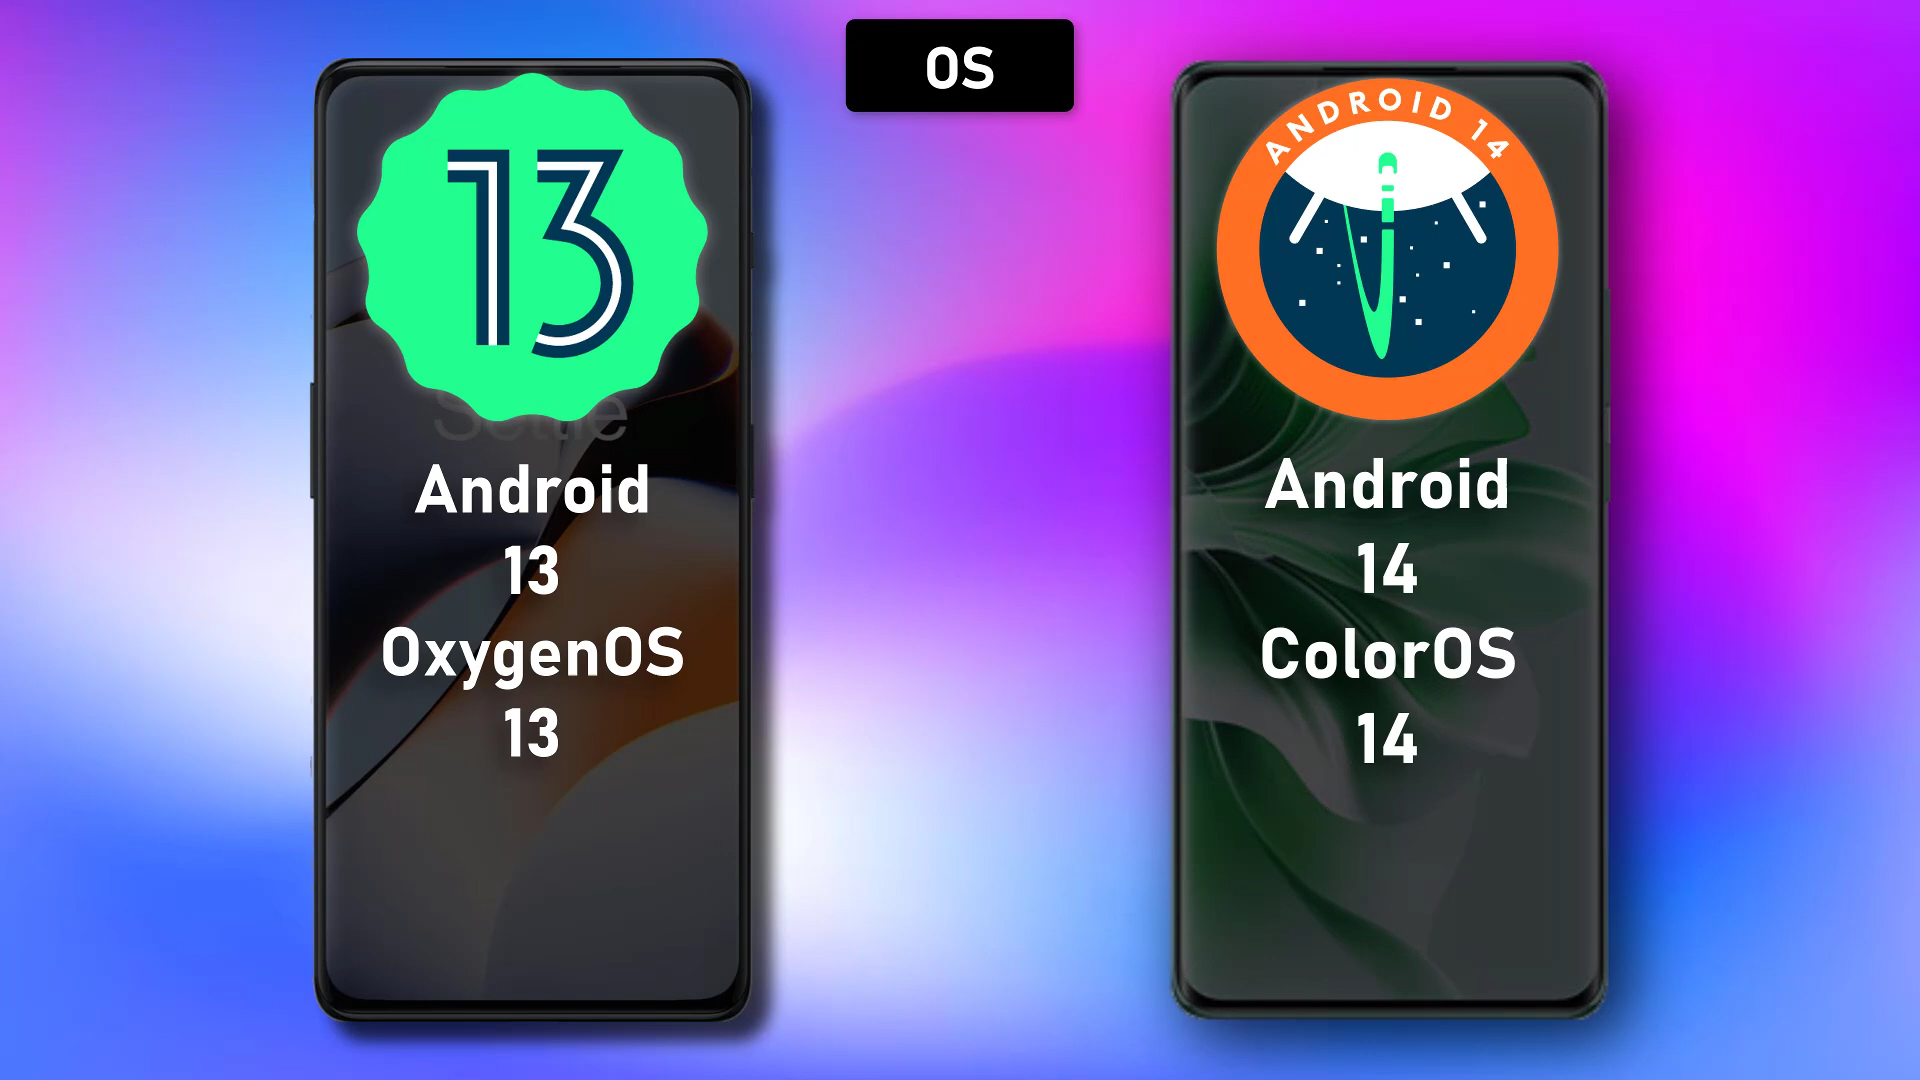 OS
13
Android
13
OxygenOS
13
ANDROID 14
Android
14
ColorOS
14